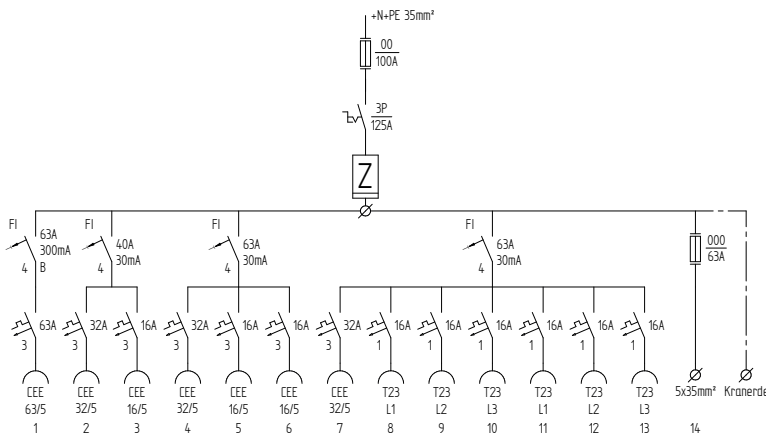 +N+PE 35mm²
00
100A
3P
125A
Z
FI
63A
300mA
4
B
FI
40A
30mA
4
FI
63A
30mA
4
FI
63A
30mA
4
000
63A
63A
3
32A
3
16A
3
32A
3
16A
3
16A
3
32A
3
16A
1
16A
1
16A
1
16A
1
16A
1
16A
1
CEE CEE CEE CEE CEE CEE CEE T23 T23 T23 T23 T23 T23 5x35mm² Kranerde
63/5 32/5 16/5 32/5 16/5 16/5 32/5 L1 L2 L3 L1 L2 L3
1 2 3 4 5 6 7 8 9 10 11 12 13 14